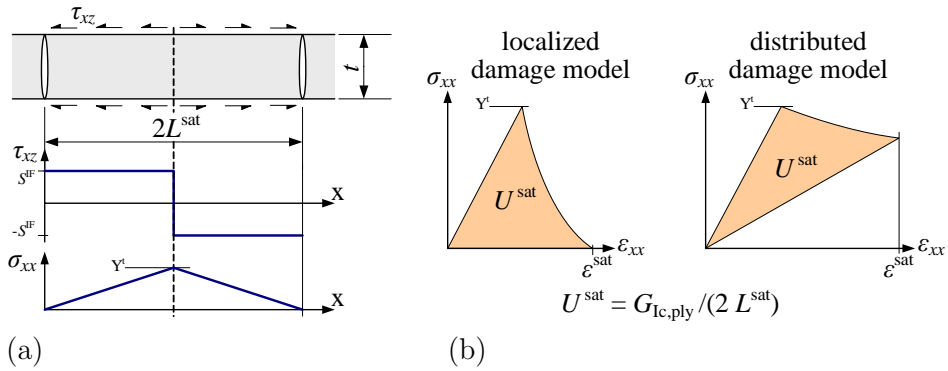 τxz
t
2L^sat
τxz
S^IF
x
-S^IF
σxx
Y^t
x
(a)
localized
damage model
σxx
Y^t
U^sat
εxx
ε^sat
distributed
damage model
σxx
Y^t
U^sat
εxx
ε^sat
U^sat = G_Ic,ply /(2 L^sat)
(b)